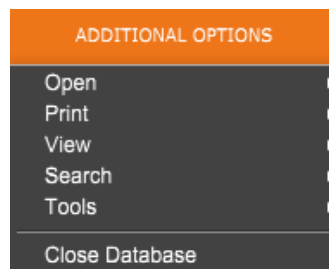 ADDITIONAL OPTIONS
Open
Print
View
Search
Tools
Close Database